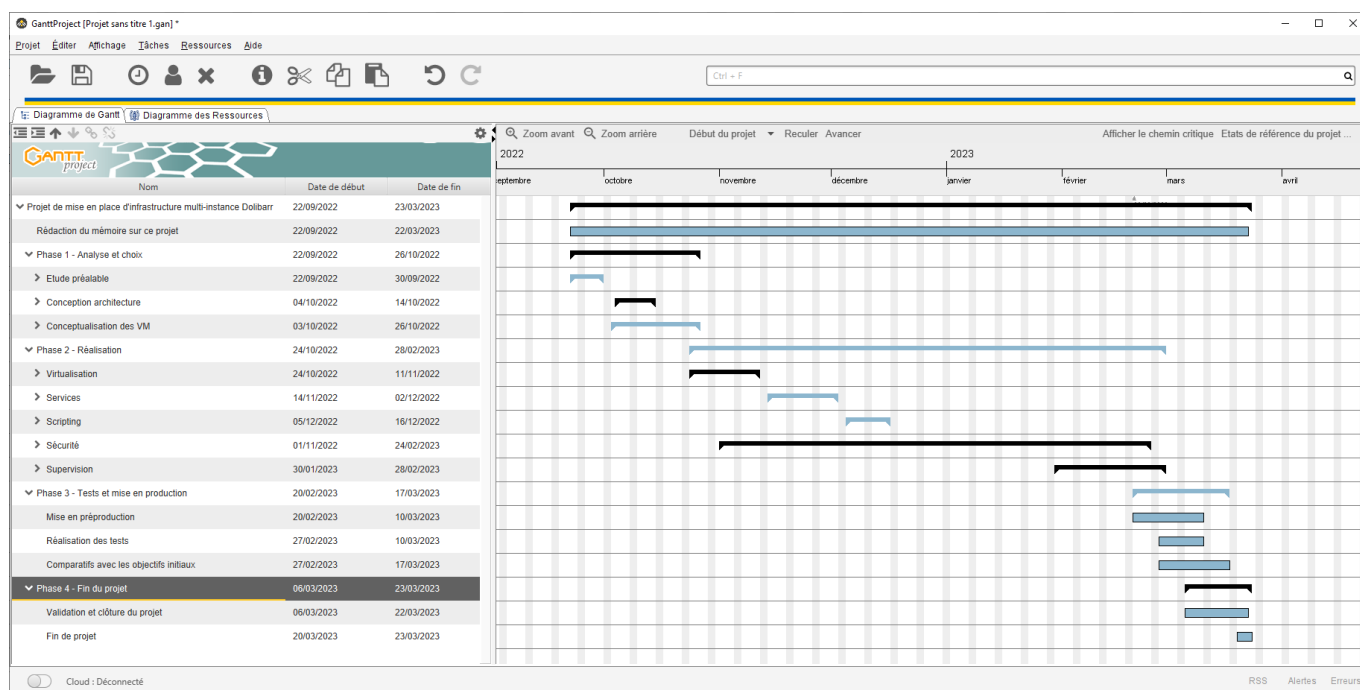 GanttProject [Projet sans titre 1.gan] *
Projet Éditer Affichage Tâches Ressources Aide
Ctrl + F
Diagramme de Gantt Diagramme des Ressources
Zoom avant Zoom arrière Début du projet Reculer Avancer Afficher le chemin critique Etats de référence du projet ...
GANTT project
2022 2023
Nom Date de début Date de fin
eptembre octobre novembre décembre janvier février mars avril
Projet de mise en place d'infrastructure multi-instance Dolibarr 22/09/2022 23/03/2023
Rédaction du mémoire sur ce projet 22/09/2022 22/03/2023
Phase 1 - Analyse et choix 22/09/2022 26/10/2022
Etude préalable 22/09/2022 30/09/2022
Conception architecture 04/10/2022 14/10/2022
Conceptualisation des VM 03/10/2022 26/10/2022
Phase 2 - Réalisation 24/10/2022 28/02/2023
Virtualisation 24/10/2022 11/11/2022
Services 14/11/2022 02/12/2022
Scripting 05/12/2022 16/12/2022
Sécurité 01/11/2022 24/02/2023
Supervision 30/01/2023 28/02/2023
Phase 3 - Tests et mise en production 20/02/2023 17/03/2023
Mise en préproduction 20/02/2023 10/03/2023
Réalisation des tests 27/02/2023 10/03/2023
Comparatifs avec les objectifs initiaux 27/02/2023 17/03/2023
Phase 4 - Fin du projet 06/03/2023 23/03/2023
Validation et clôture du projet 06/03/2023 22/03/2023
Fin de projet 20/03/2023 23/03/2023
Cloud : Déconnecté RSS Alertes Erreurs